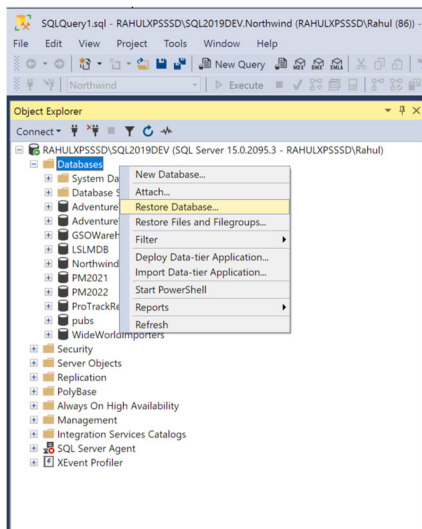 SQLQuery1.sql - RAHULXPSSSD\SQL2019DEV.Northwind (RAHULXPSSSD\Rahul (86)) -
File Edit View Project Tools Window Help
New Query MDX DMX XMLA
Northwind Execute
Object Explorer
Connect
RAHULXPSSSD\SQL2019DEV (SQL Server 15.0.2095.3 - RAHULXPSSSD\Rahul)
Databases
System Da
Database S
Adventure
Adventure
GSOWareh
LSLMDB
Northwind
PM2021
PM2022
ProTrackRe
pubs
WideWorldImporters
Security
Server Objects
Replication
PolyBase
Always On High Availability
Management
Integration Services Catalogs
SQL Server Agent
XEvent Profiler
New Database...
Attach...
Restore Database...
Restore Files and Filegroups...
Filter
Deploy Data-tier Application...
Import Data-tier Application...
Start PowerShell
Reports
Refresh